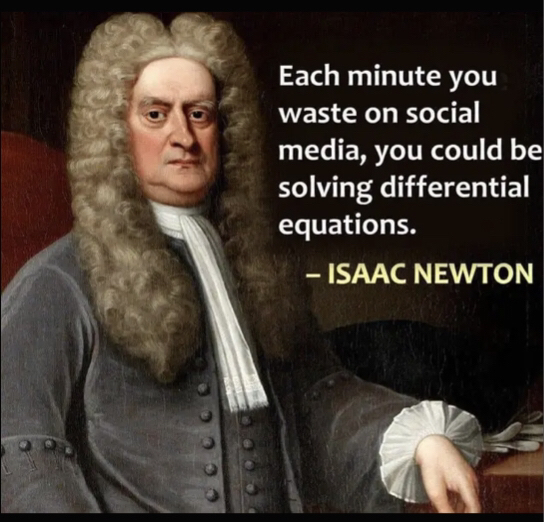 Each minute you
waste on social
media, you could be
solving differential
equations.
– ISAAC NEWTON